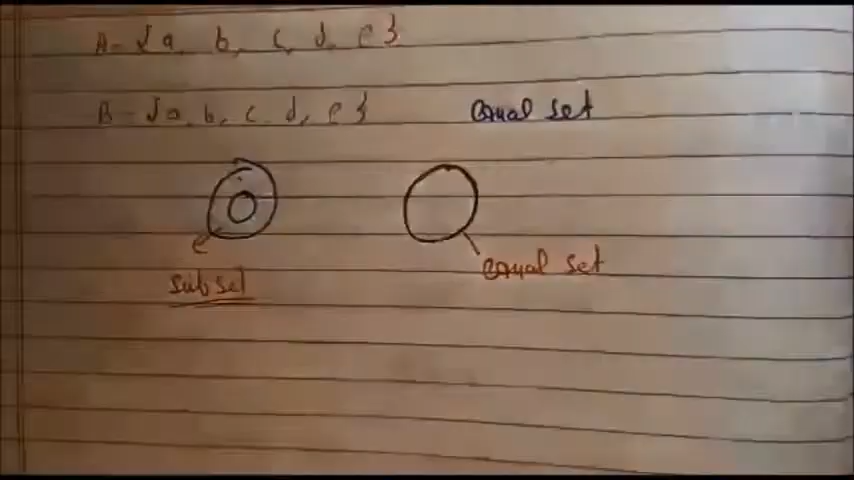 A = {a, b, c, d, e}
B = {a, b, c, d, e} Equal set
subset
Equal set